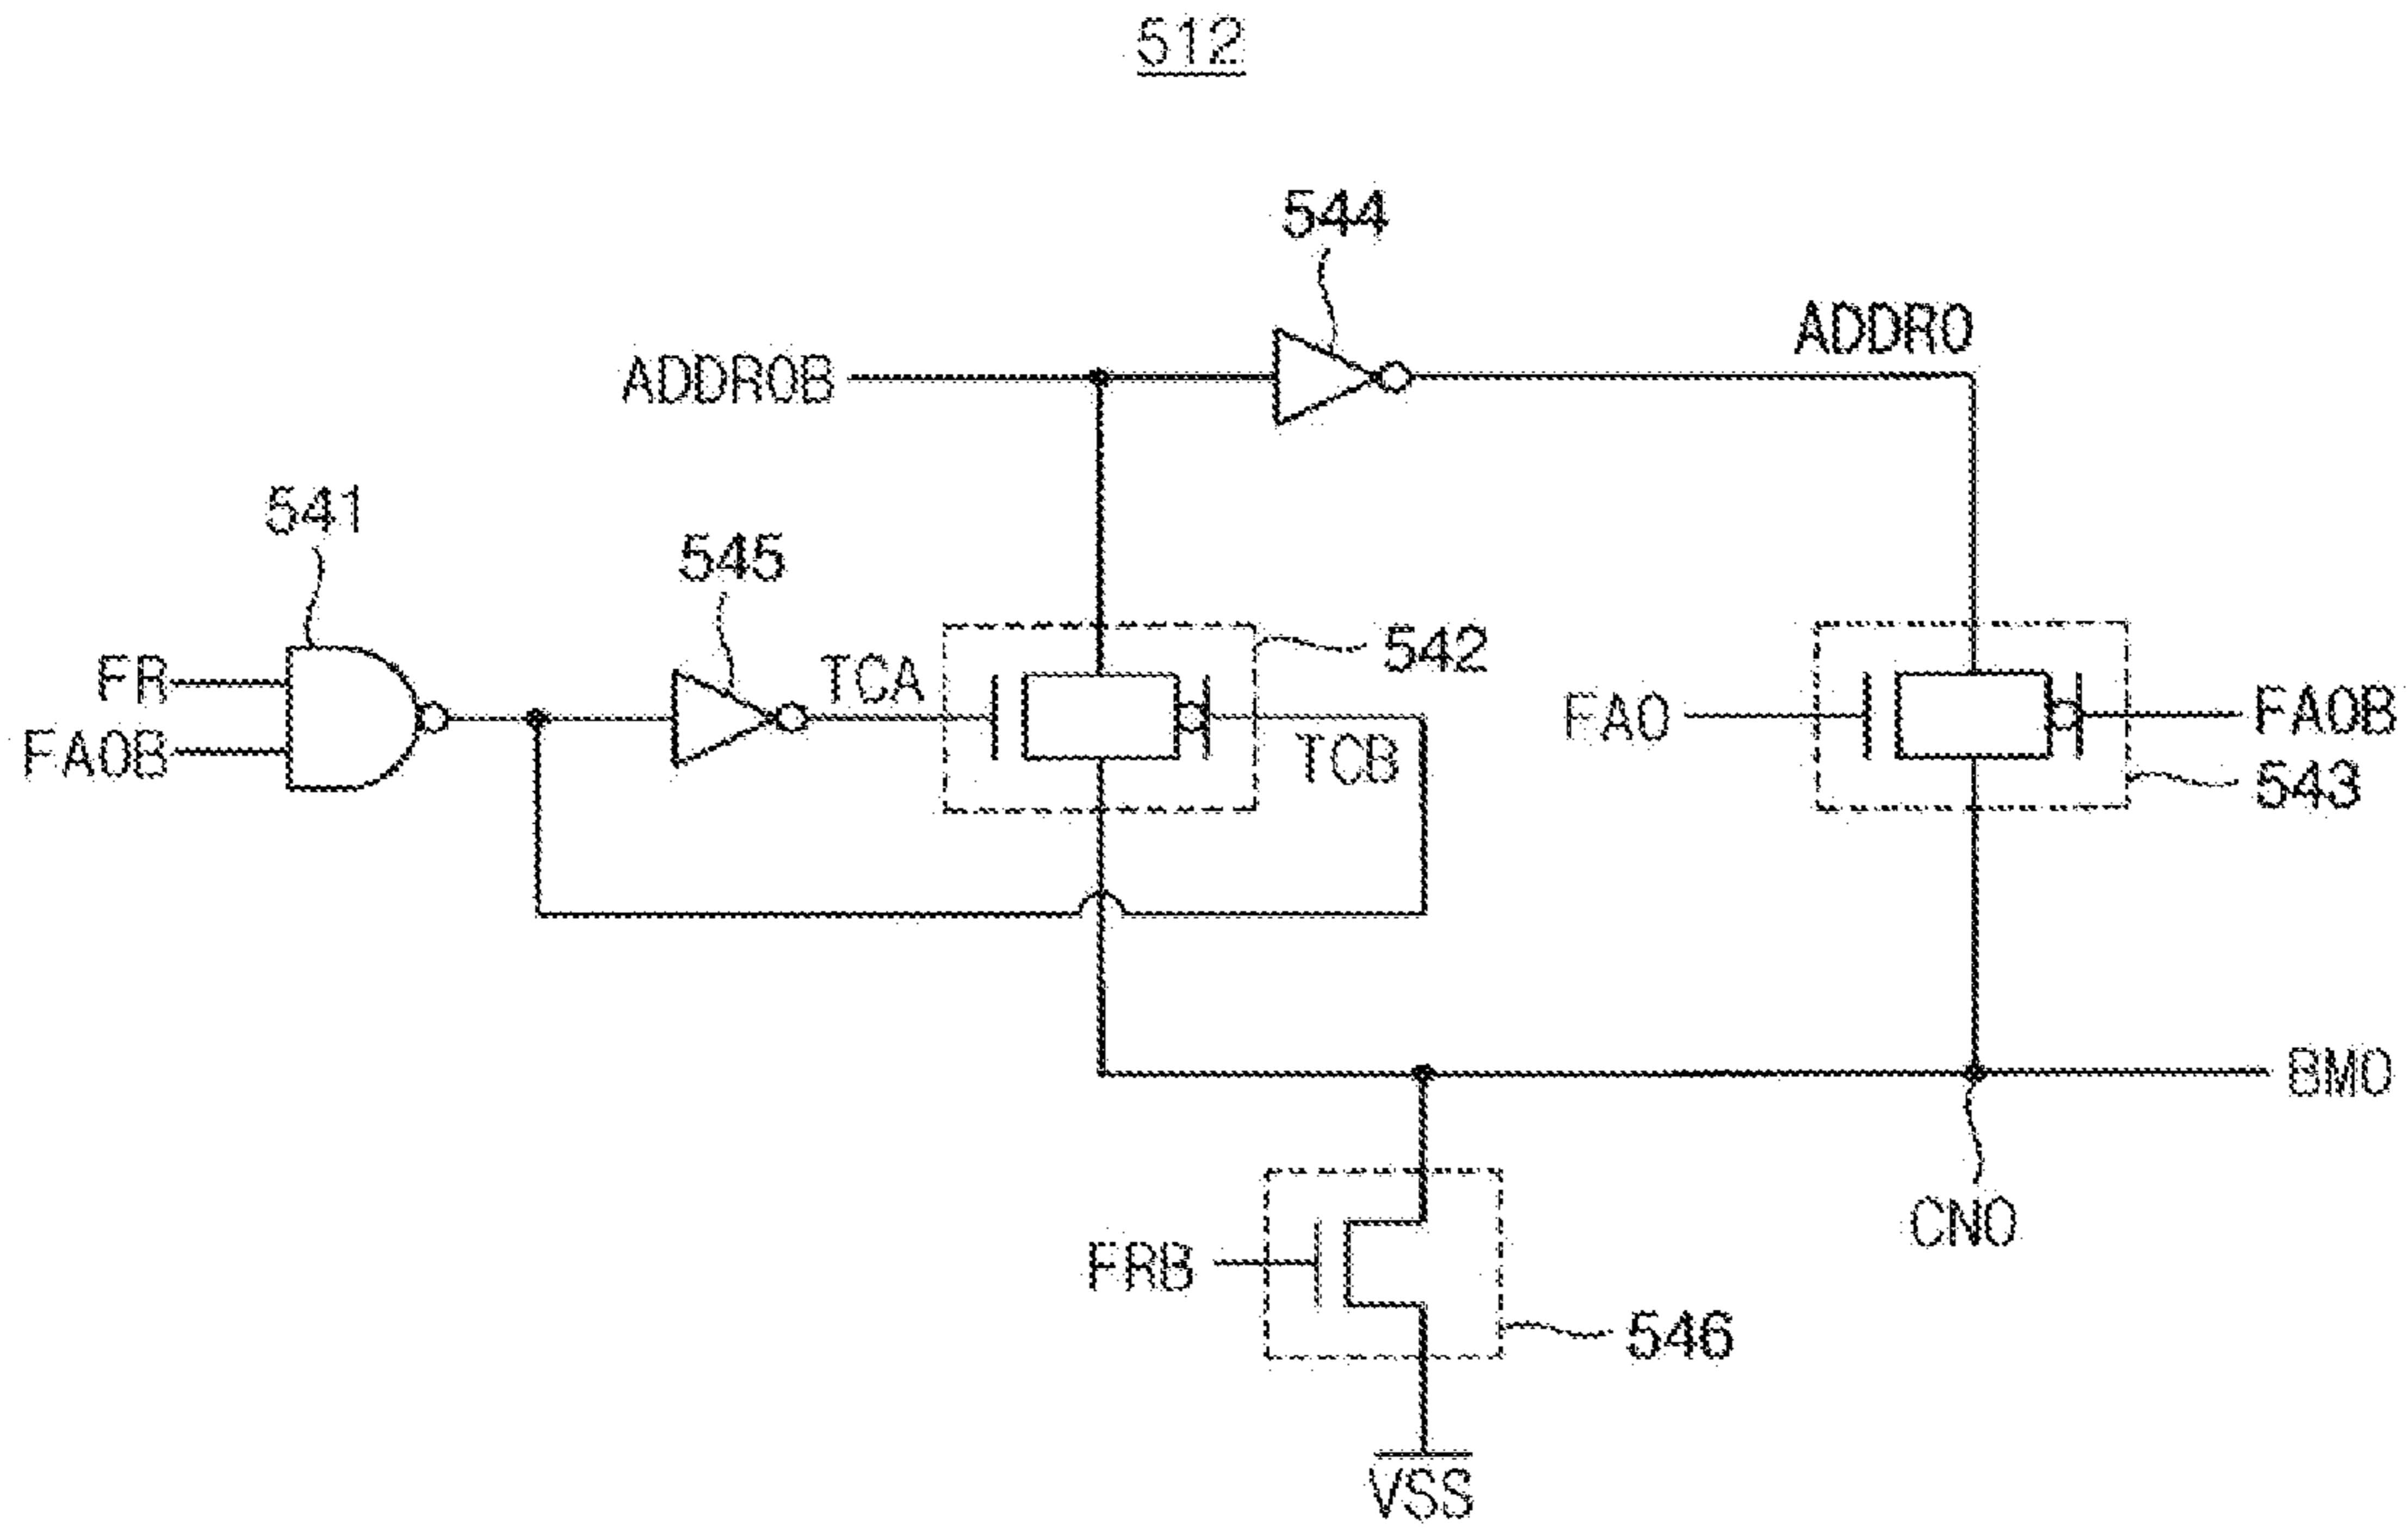 512
544
ADDR0
ADDR0B
541
545
542
FR
TCA
FA0
FA0B
FA0B
TCB
543
BM0
CN0
FRB
546
VSS